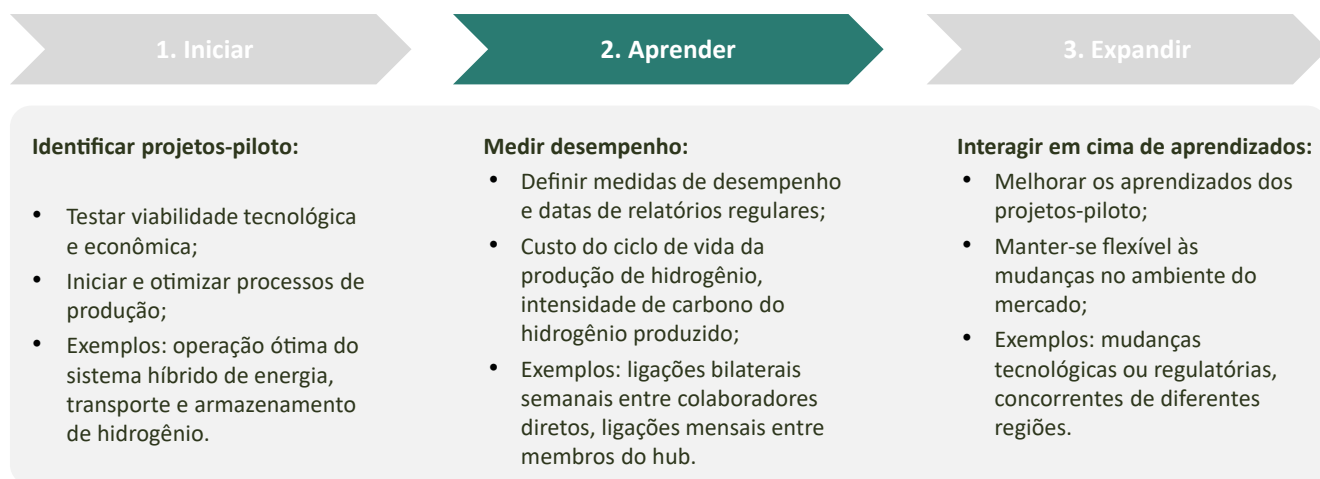 1. Iniciar
2. Aprender
3. Expandir
Identificar projetos-piloto:
• Testar viabilidade tecnológica
e econômica;
• Iniciar e otimizar processos de
produção;
• Exemplos: operação ótima do
sistema híbrido de energia,
transporte e armazenamento
de hidrogênio.
Medir desempenho:
• Definir medidas de desempenho
e datas de relatórios regulares;
• Custo do ciclo de vida da
produção de hidrogênio,
intensidade de carbono do
hidrogênio produzido;
• Exemplos: ligações bilaterais
semanais entre colaboradores
diretos, ligações mensais entre
membros do hub.
Interagir em cima de aprendizados:
• Melhorar os aprendizados dos
projetos-piloto;
• Manter-se flexível às
mudanças no ambiente do
mercado;
• Exemplos: mudanças
tecnológicas ou regulatórias,
concorrentes de diferentes
regiões.